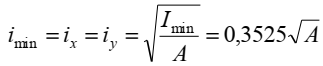 i_min = i_x = i_y = √(I_min / A) = 0,3525√A